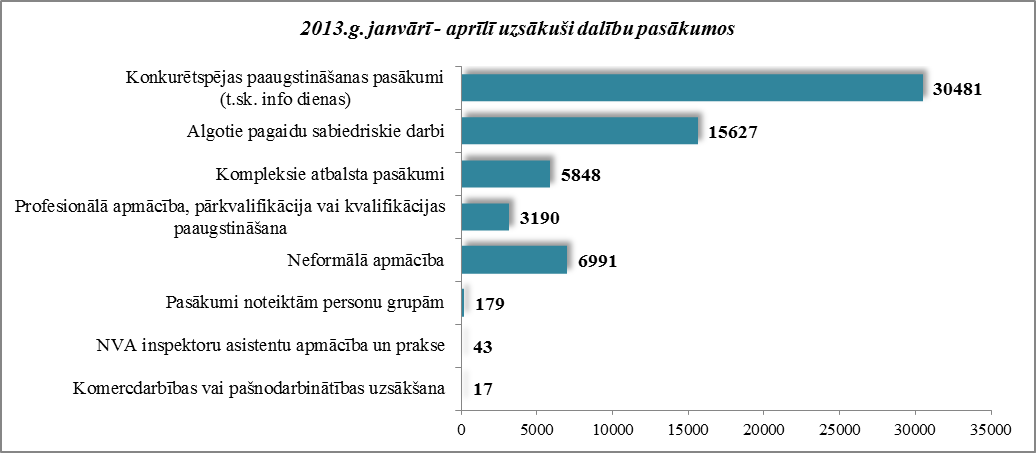 2013.g. janvārī - aprīlī uzsākuši dalību pasākumos
Konkurētspējas paaugstināšanas pasākumi
(t.sk. info dienas)
30481
Algotie pagaidu sabiedriskie darbi
15627
Kompleksie atbalsta pasākumi
5848
Profesionālā apmācība, pārkvalifikācija vai kvalifikācijas
paaugstināšana
3190
Neformālā apmācība
6991
Pasākumi noteiktām personu grupām
179
NVA inspektoru asistentu apmācība un prakse
43
Komercdarbības vai pašnodarbinātības uzsākšana
17
0 5000 10000 15000 20000 25000 30000 35000